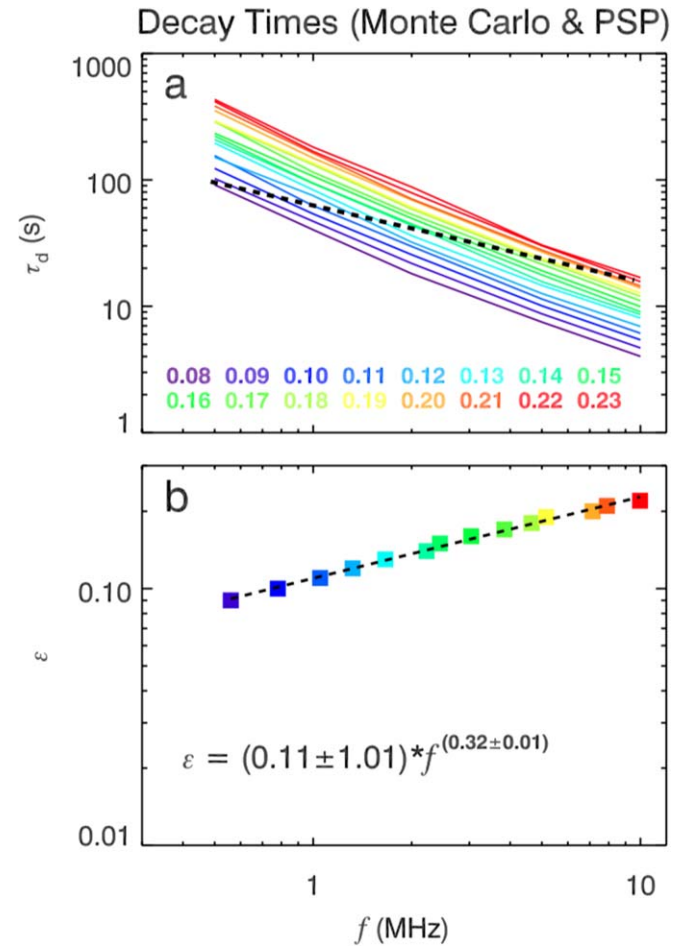 Decay Times (Monte Carlo & PSP)
a
1000
100
10
1
τd (s)
0.08 0.09 0.10 0.11 0.12 0.13 0.14 0.15
0.16 0.17 0.18 0.19 0.20 0.21 0.22 0.23
b
0.10
0.01
ε
ε = (0.11±1.01)*f(0.32±0.01)
1 10
f (MHz)